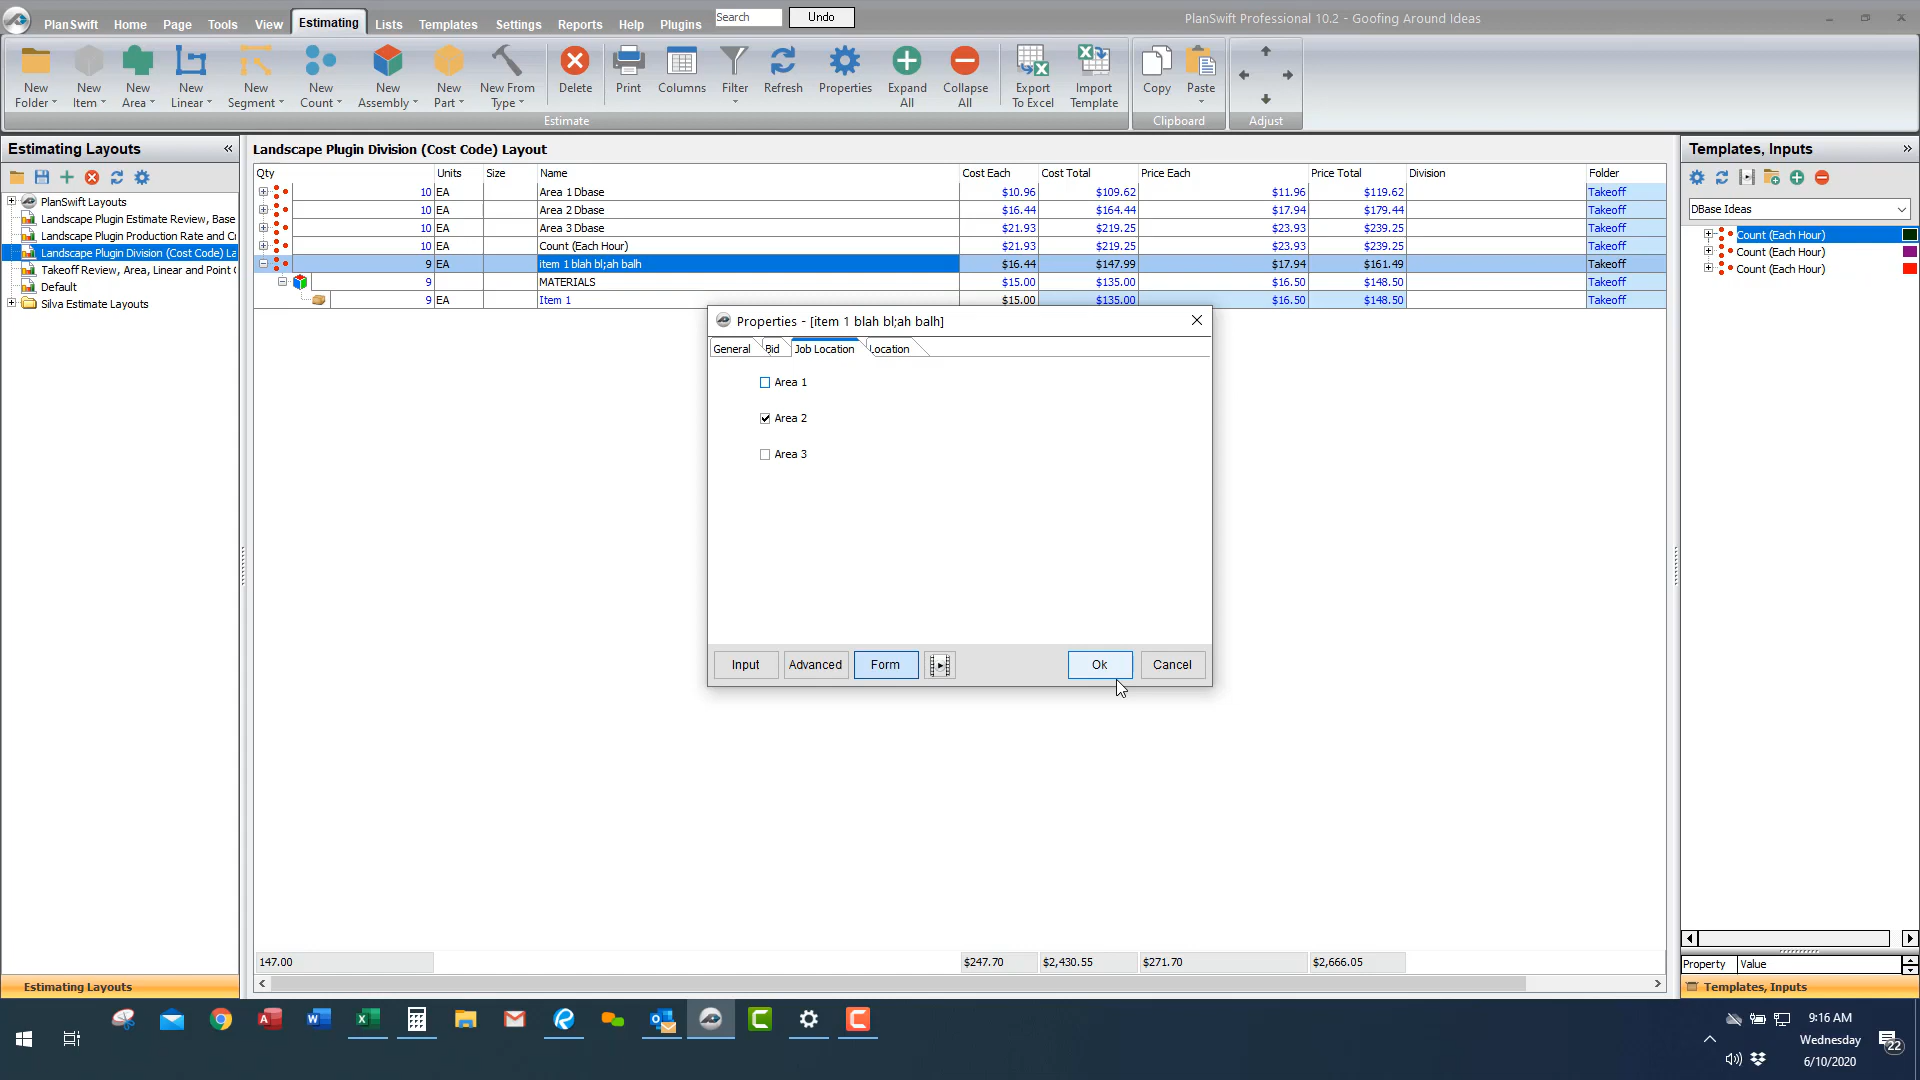 PlanSwift Home Page Tools View Estimating Lists Templates Settings Reports Help Plugins Search Undo PlanSwift Professional 10.2 - Goofing Around Ideas
New Folder New Item New Area New Linear New Segment New Count New Assembly New Part New From Type Delete Print Columns Filter Refresh Properties Expand All Collapse All Export To Excel Import Template Copy Paste
Estimate Clipboard Adjust
Estimating Layouts «
PlanSwift Layouts
Landscape Plugin Estimate Review, Base
Landscape Plugin Production Rate and Cr
Landscape Plugin Division (Cost Code) La
Takeoff Review, Area, Linear and Point (
Default
Silva Estimate Layouts
Estimating Layouts
Landscape Plugin Division (Cost Code) Layout
Qty Units Size Name Cost Each Cost Total Price Each Price Total Division Folder
10 EA Area 1 Dbase $10.96 $109.62 $11.96 $119.62 Takeoff
10 EA Area 2 Dbase $16.44 $164.44 $17.94 $179.44 Takeoff
10 EA Area 3 Dbase $21.93 $219.25 $23.93 $239.25 Takeoff
10 EA Count (Each Hour) $21.93 $219.25 $23.93 $239.25 Takeoff
9 EA item 1 blah bl;ah balh $16.44 $147.99 $17.94 $161.49 Takeoff
9 MATERIALS $15.00 $135.00 $16.50 $148.50 Takeoff
9 EA Item 1 $15.00 $135.00 $16.50 $148.50 Takeoff
Properties - [item 1 blah bl;ah balh]
General Bid Job Location Location
Area 1
Area 2
Area 3
Input Advanced Form Ok Cancel
147.00 $247.70 $2,430.55 $271.70 $2,666.05
Templates, Inputs »
DBase Ideas
Count (Each Hour)
Count (Each Hour)
Count (Each Hour)
Property Value
Templates, Inputs
9:16 AM
Wednesday
6/10/2020
22